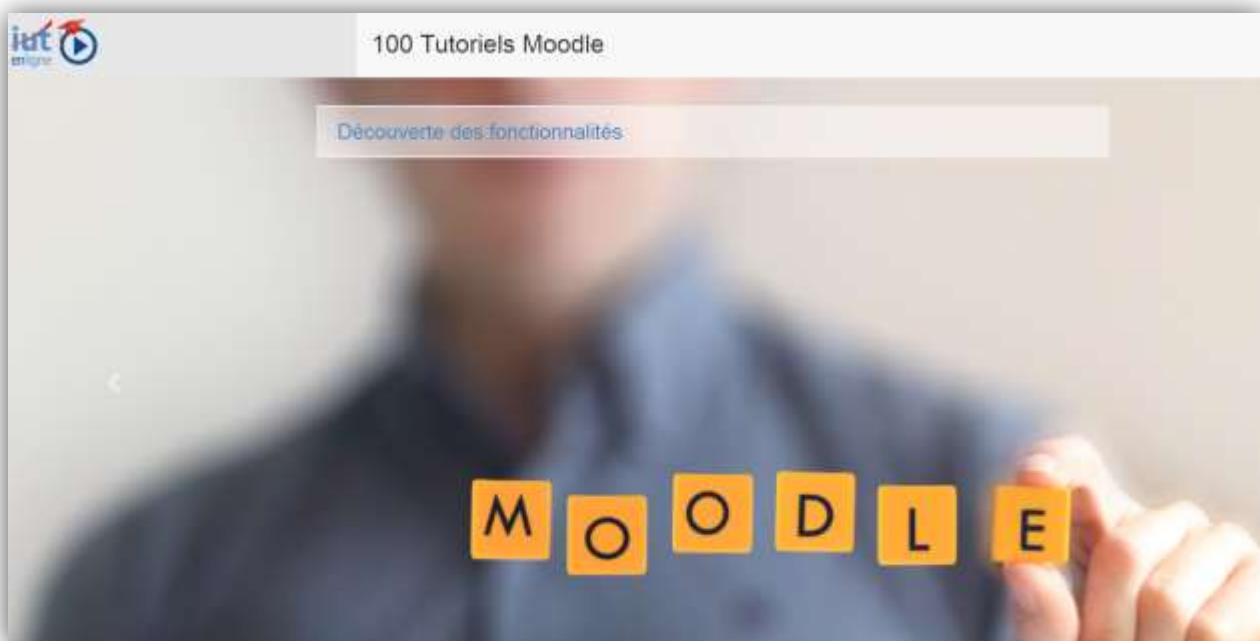 iut
en ligne
100 Tutoriels Moodle
Découverte des fonctionnalités
MOODLE